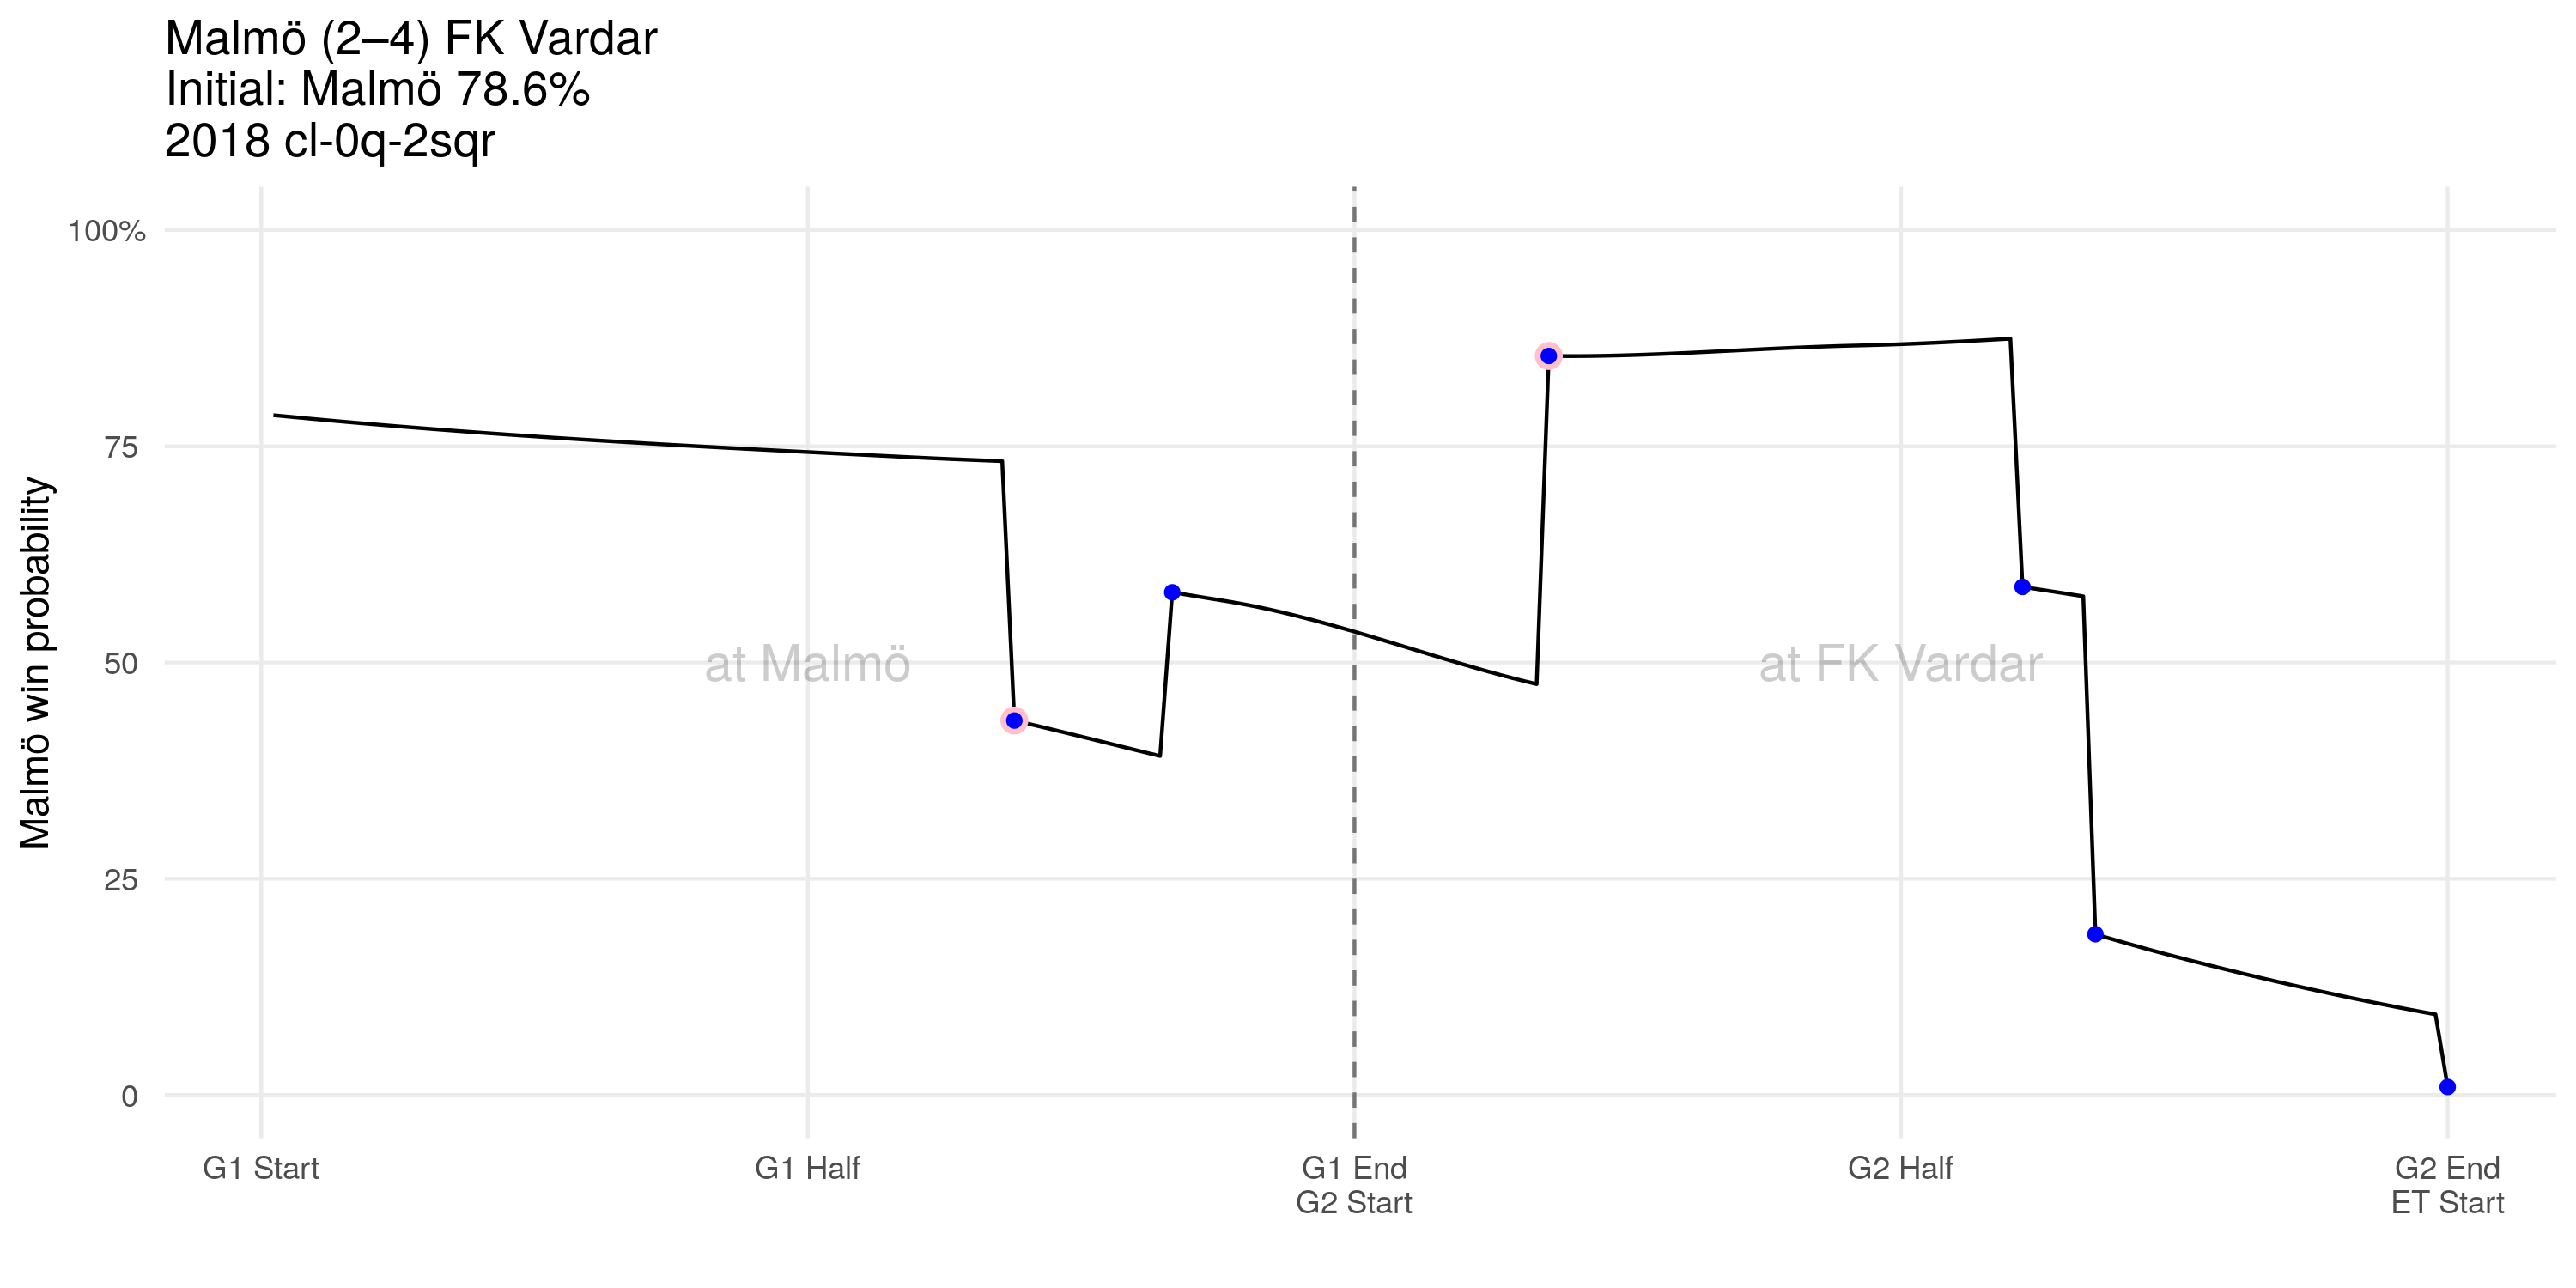 Malmö (2–4) FK Vardar
Initial: Malmö 78.6%
2018 cl-0q-2sqr
Malmö win probability
100%
75
50
25
0
at Malmö
at FK Vardar
G1 Start
G1 Half
G1 End
G2 Start
G2 Half
G2 End
ET Start